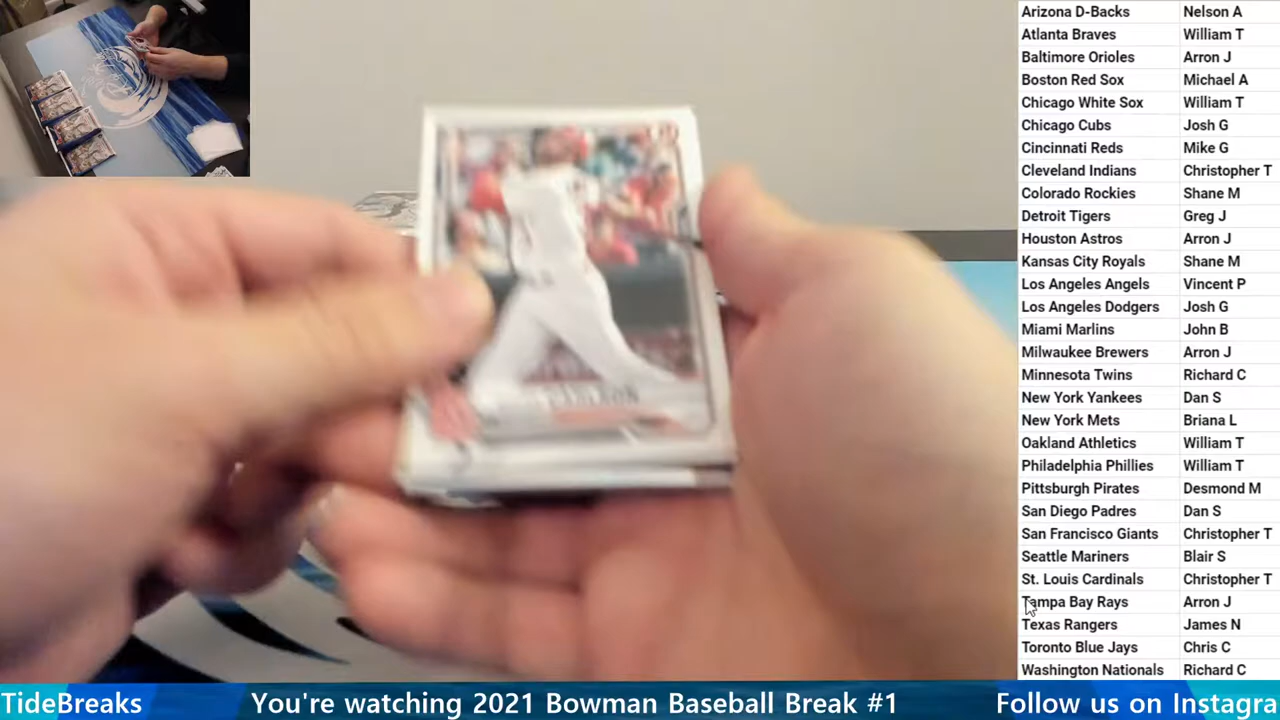 Arizona D-Backs Nelson A
Atlanta Braves William T
Baltimore Orioles Arron J
Boston Red Sox Michael A
Chicago White Sox William T
Chicago Cubs Josh G
Cincinnati Reds Mike G
Cleveland Indians Christopher T
Colorado Rockies Shane M
Detroit Tigers Greg J
Houston Astros Arron J
Kansas City Royals Shane M
Los Angeles Angels Vincent P
Los Angeles Dodgers Josh G
Miami Marlins John B
Milwaukee Brewers Arron J
Minnesota Twins Richard C
New York Yankees Dan S
New York Mets Briana L
Oakland Athletics William T
Philadelphia Phillies William T
Pittsburgh Pirates Desmond M
San Diego Padres Dan S
San Francisco Giants Christopher T
Seattle Mariners Blair S
St. Louis Cardinals Christopher T
Tampa Bay Rays Arron J
Texas Rangers James N
Toronto Blue Jays Chris C
Washington Nationals Richard C
TideBreaks You're watching 2021 Bowman Baseball Break #1 Follow us on Instagra